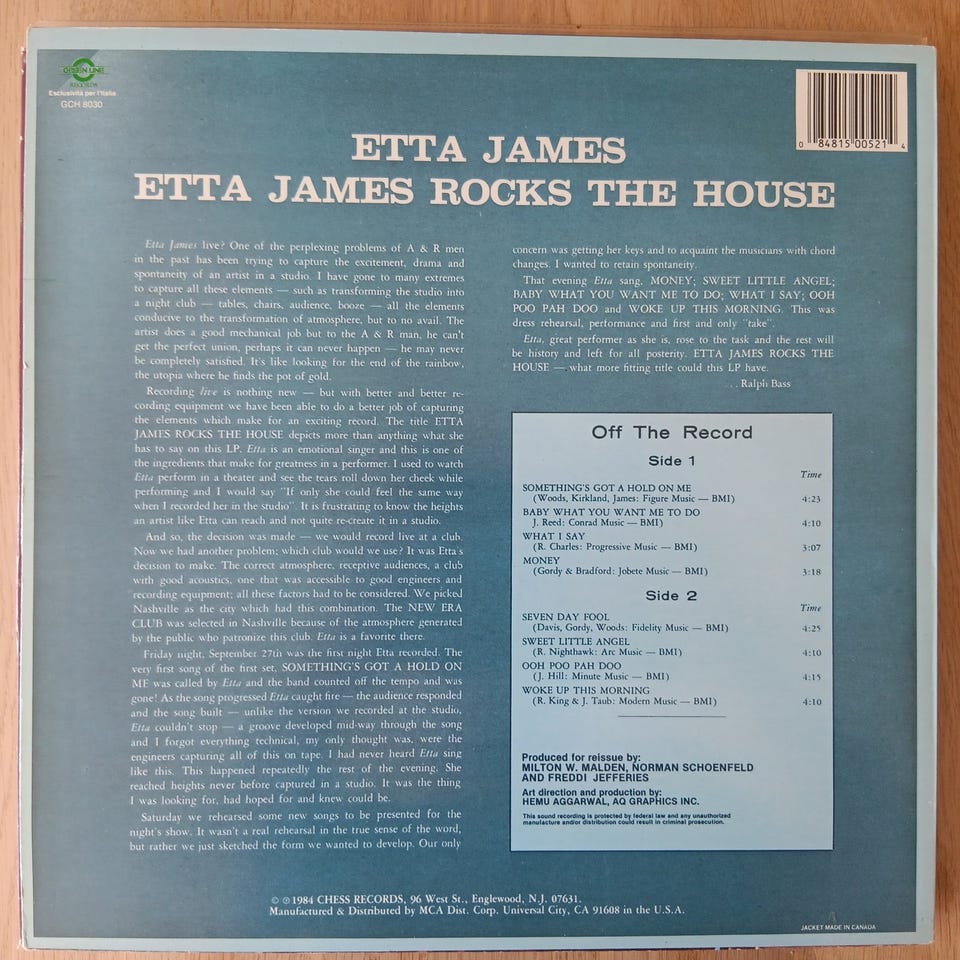 GREEN LINE
RECORDS
Esclusività per l'Italia
GCH 8030
0 84815 00521 4
ETTA JAMES
ETTA JAMES ROCKS THE HOUSE
Etta James live? One of the perplexing problems of A & R men
in the past has been trying to capture the excitement, drama and
spontaneity of an artist in a studio. I have gone to many extremes
to capture all these elements — such as transforming the studio into
a night club — tables, chairs, audience, booze — all the elements
conducive to the transformation of atmosphere, but to no avail. The
artist does a good mechanical job but to the A & R man, he can't
get the perfect union, perhaps it can never happen — he may never
be completely satisfied. It's like looking for the end of the rainbow,
the utopia where he finds the pot of gold.
Recording live is nothing new — but with better and better re-
cording equipment we have been able to do a better job of capturing
the elements which make for an exciting record. The title ETTA
JAMES ROCKS THE HOUSE depicts more than anything what she
has to say on this LP. Etta is an emotional singer and this is one of
the ingredients that make for greatness in a performer. I used to watch
Etta perform in a theater and see the tears roll down her cheek while
performing and I would say "If only she could feel the same way
when I recorded her in the studio". It is frustrating to know the heights
an artist like Etta can reach and not quite re-create it in a studio.
And so, the decision was made — we would record live at a club.
Now we had another problem; which club would we use? It was Etta's
decision to make. The correct atmosphere, receptive audiences, a club
with good acoustics, one that was accessible to good engineers and
recording equipment; all these factors had to be considered. We picked
Nashville as the city which had this combination. The NEW ERA
CLUB was selected in Nashville because of the atmosphere generated
by the public who patronize this club. Etta is a favorite there.
Friday night, September 27th was the first night Etta recorded. The
very first song of the first set, SOMETHING'S GOT A HOLD ON
ME was called by Etta and the band counted off the tempo and was
gone! As the song progressed Etta caught fire — the audience responded
and the song built — unlike the version we recorded at the studio,
Etta couldn't stop — a groove developed mid-way through the song
and I forgot everything technical, my only thought was, were the
engineers capturing all of this on tape. I had never heard Etta sing
like this. This happened repeatedly the rest of the evening. She
reached heights never before captured in a studio. It was the thing
I was looking for, had hoped for and knew could be.
Saturday we rehearsed some new songs to be presented for the
night's show. It wasn't a real rehearsal in the true sense of the word,
but rather we just sketched the form we wanted to develop. Our only
concern was getting her keys and to acquaint the musicians with chord
changes. I wanted to retain spontaneity.
That evening Etta sang, MONEY; SWEET LITTLE ANGEL;
BABY WHAT YOU WANT ME TO DO; WHAT I SAY; OOH
POO PAH DOO and WOKE UP THIS MORNING. This was
dress rehearsal, performance and first and only "take".
Etta, great performer as she is, rose to the task and the rest will
be history and left for all posterity. ETTA JAMES ROCKS THE
HOUSE — what more fitting title could this LP have.
. . . Ralph Bass
Off The Record
Side 1
Time
SOMETHING'S GOT A HOLD ON ME
(Woods, Kirkland, James: Figure Music — BMI) 4:23
BABY WHAT YOU WANT ME TO DO
J. Reed: Conrad Music — BMI) 4:10
WHAT I SAY
(R. Charles: Progressive Music — BMI) 3:07
MONEY
(Gordy & Bradford: Jobete Music — BMI) 3:18
Side 2
Time
SEVEN DAY FOOL
(Davis, Gordy, Woods: Fidelity Music — BMI) 4:25
SWEET LITTLE ANGEL
(R. Nighthawk: Arc Music — BMI) 4:10
OOH POO PAH DOO
(J. Hill: Minute Music — BMI) 4:15
WOKE UP THIS MORNING
(R. King & J. Taub: Modern Music — BMI) 4:10
Produced for reissue by:
MILTON W. MALDEN, NORMAN SCHOENFELD
AND FREDDI JEFFERIES
Art direction and production by:
HEMU AGGARWAL, AQ GRAPHICS INC.
This sound recording is protected by federal law and any unauthorized
manufacture and/or distribution could result in criminal prosecution.
© ℗ 1984 CHESS RECORDS, 96 West St., Englewood, N.J. 07631.
Manufactured & Distributed by MCA Dist. Corp. Universal City, CA 91608 in the U.S.A.
JACKET MADE IN CANADA